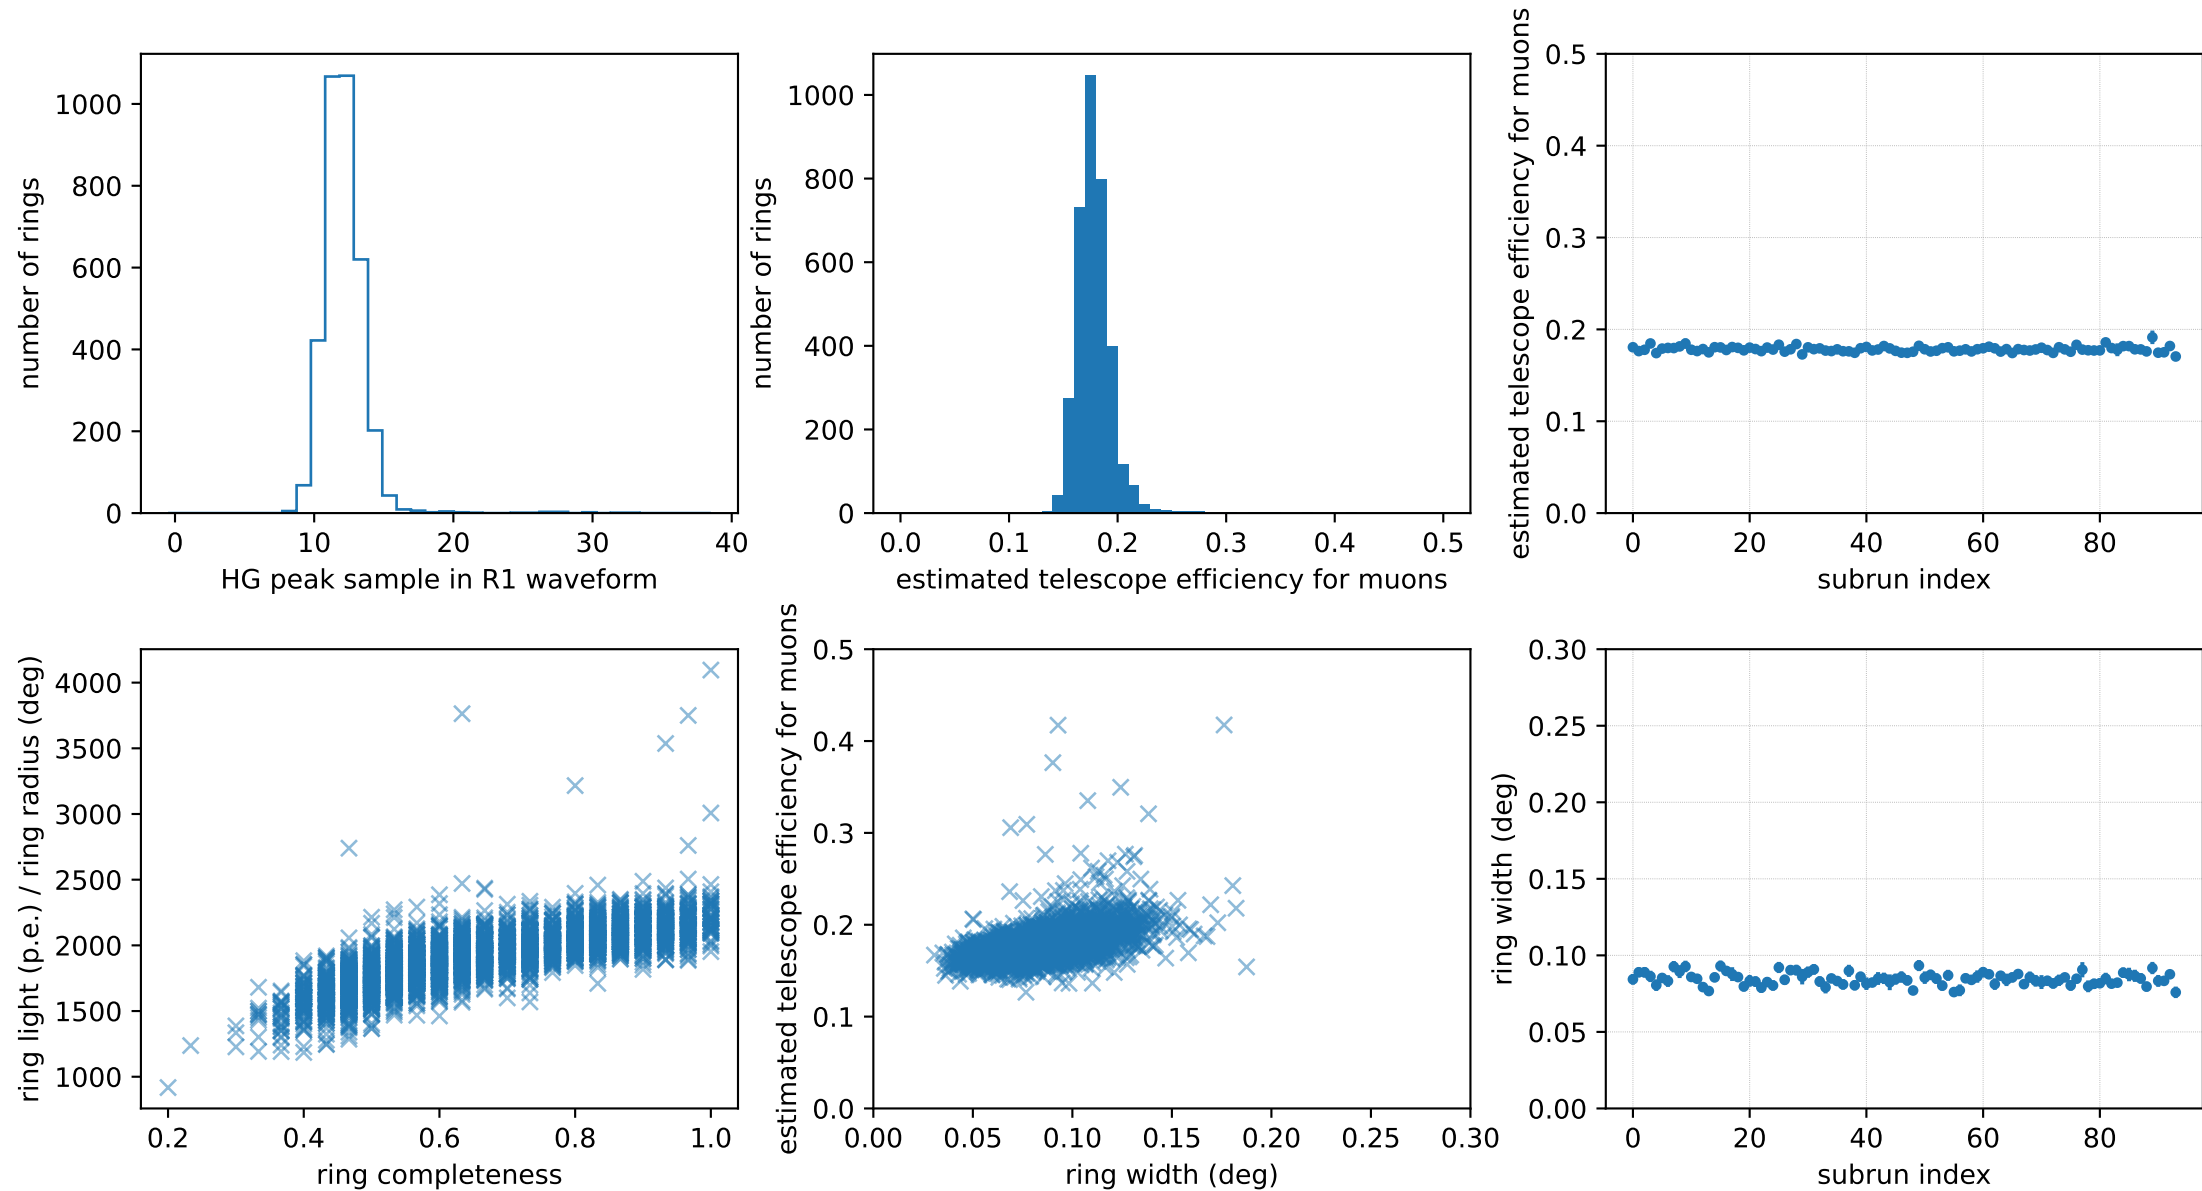 number of rings
1000
800
600
400
200
0
0 10 20 30 40
HG peak sample in R1 waveform
number of rings
1000
800
600
400
200
0
0.0 0.1 0.2 0.3 0.4 0.5
estimated telescope efficiency for muons
estimated telescope efficiency for muons
0.5
0.4
0.3
0.2
0.1
0.0
0 20 40 60 80
subrun index
ring light (p.e.) / ring radius (deg)
4000
3500
3000
2500
2000
1500
1000
0.2 0.4 0.6 0.8 1.0
ring completeness
estimated telescope efficiency for muons
0.5
0.4
0.3
0.2
0.1
0.0
0.00 0.05 0.10 0.15 0.20 0.25 0.30
ring width (deg)
ring width (deg)
0.30
0.25
0.20
0.15
0.10
0.05
0.00
0 20 40 60 80
subrun index